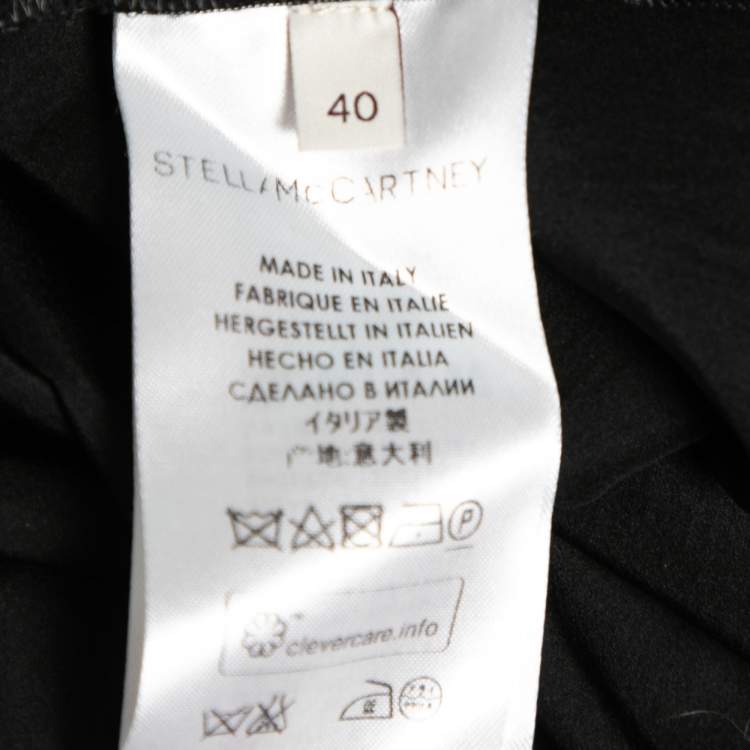 40
STELLA McCARTNEY
MADE IN ITALY
FABRIQUE EN ITALIE
HERGESTELLT IN ITALIEN
HECHO EN ITALIA
СДЕЛАНО В ИТАЛИИ
イタリア製
产地:意大利
P
clevercare.info